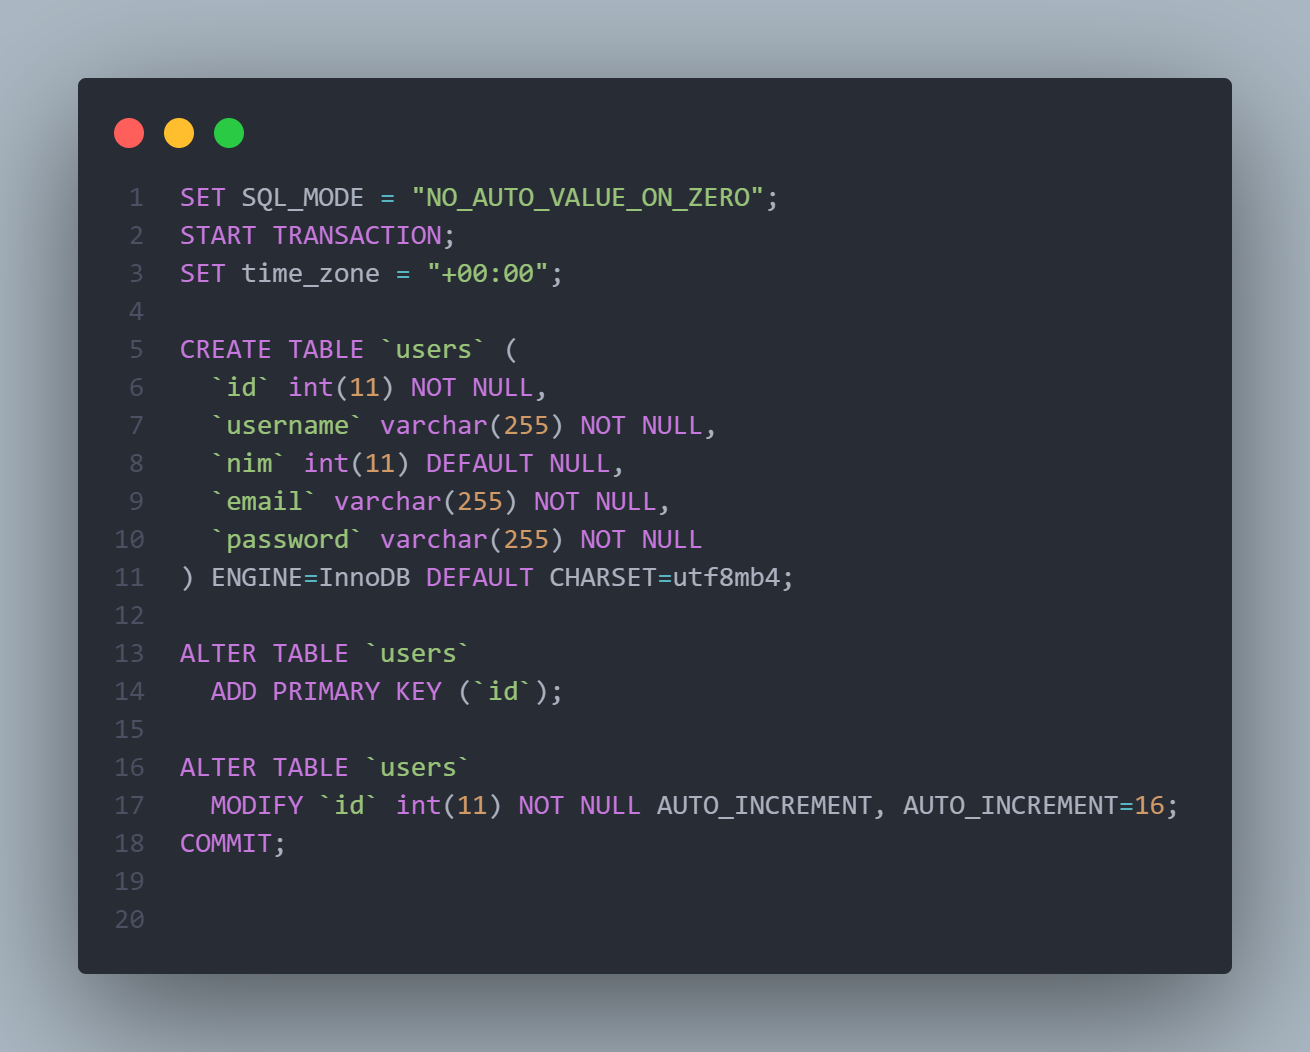 1 SET SQL_MODE = "NO_AUTO_VALUE_ON_ZERO";
2 START TRANSACTION;
3 SET time_zone = "+00:00";
4
5 CREATE TABLE `users` (
6   `id` int(11) NOT NULL,
7   `username` varchar(255) NOT NULL,
8   `nim` int(11) DEFAULT NULL,
9   `email` varchar(255) NOT NULL,
10   `password` varchar(255) NOT NULL
11 ) ENGINE=InnoDB DEFAULT CHARSET=utf8mb4;
12
13 ALTER TABLE `users`
14   ADD PRIMARY KEY (`id`);
15
16 ALTER TABLE `users`
17   MODIFY `id` int(11) NOT NULL AUTO_INCREMENT, AUTO_INCREMENT=16;
18 COMMIT;
19
20